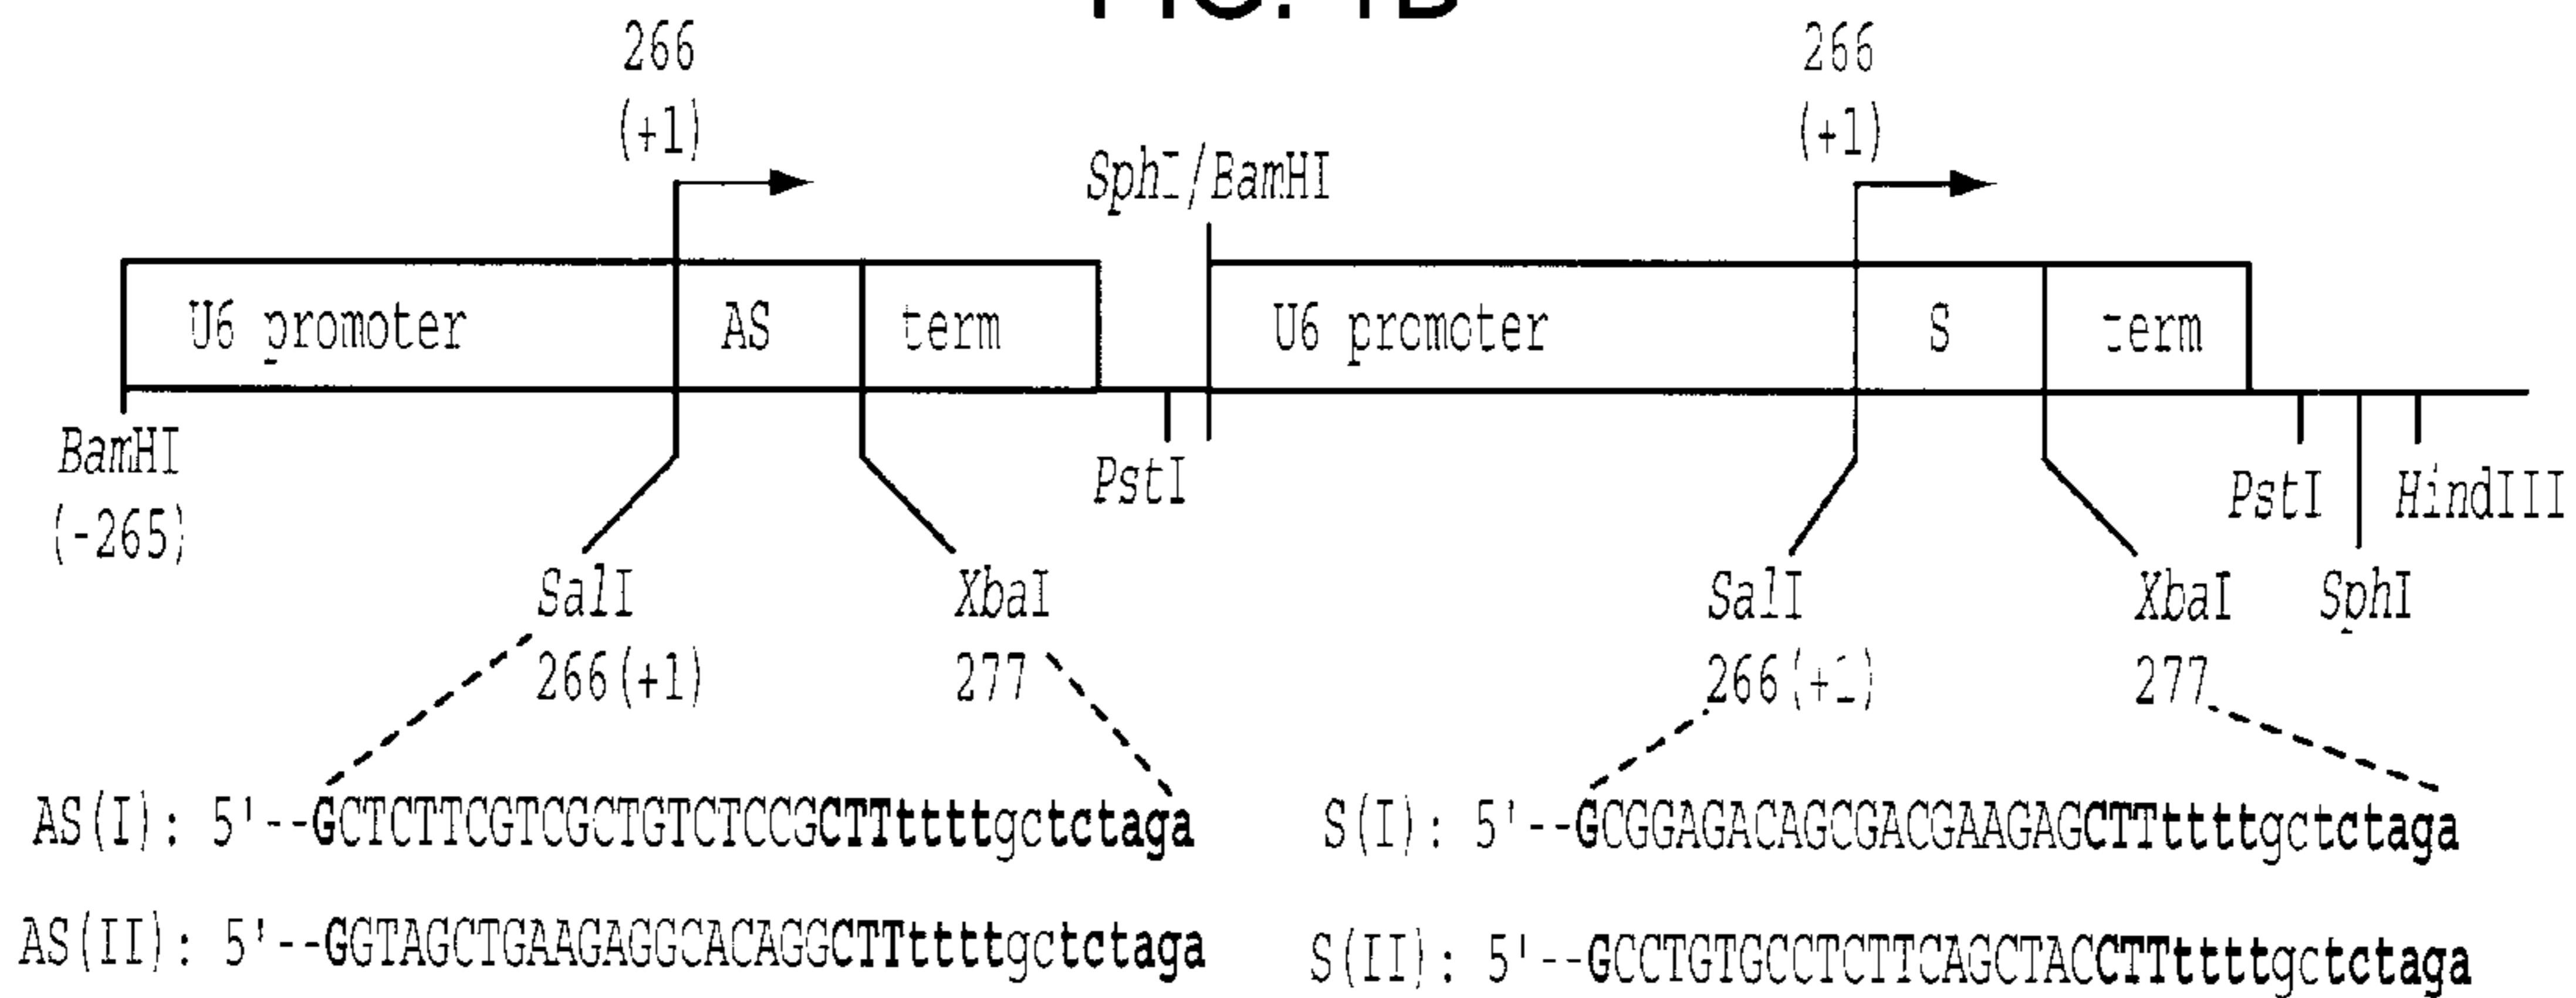 FIG. 1B
266 266
(+1) (+1)
SphI/BamHI
U6 promoter AS term U6 promoter S term
BamHI PstI PstI HindIII
(-265)
SalI XbaI SalI XbaI SphI
266(+1) 277 266(+1) 277
AS(I): 5'--GCTCTTCGTCGCTGTCTCCGCTTttttgctctaga S(I): 5'--GCGGAGACAGCGACGAAGAGCTTttttgctctaga
AS(II): 5'--GGTAGCTGAAGAGGCACAGGCTTttttgctctaga S(II): 5'--GCCTGTGCCTCTTCAGCTACCTTttttgctctaga